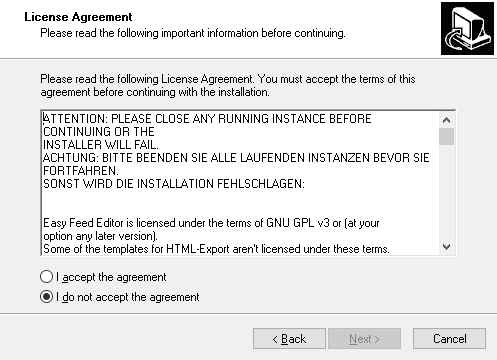 License Agreement
Please read the following important information before continuing.
Please read the following License Agreement. You must accept the terms of this
agreement before continuing with the installation.
ATTENTION: PLEASE CLOSE ANY RUNNING INSTANCE BEFORE
CONTINUING OR THE
INSTALLER WILL FAIL.
ACHTUNG: BITTE BEENDEN SIE ALLE LAUFENDEN INSTANZEN BEVOR SIE
FORTFAHREN.
SONST WIRD DIE INSTALLATION FEHLSCHLAGEN:
Easy Feed Editor is licensed under the terms of GNU GPL v3 or (at your
option any later version).
Some of the templates for HTML-Export aren't licensed under these terms.
I accept the agreement
I do not accept the agreement
< Back
Next >
Cancel